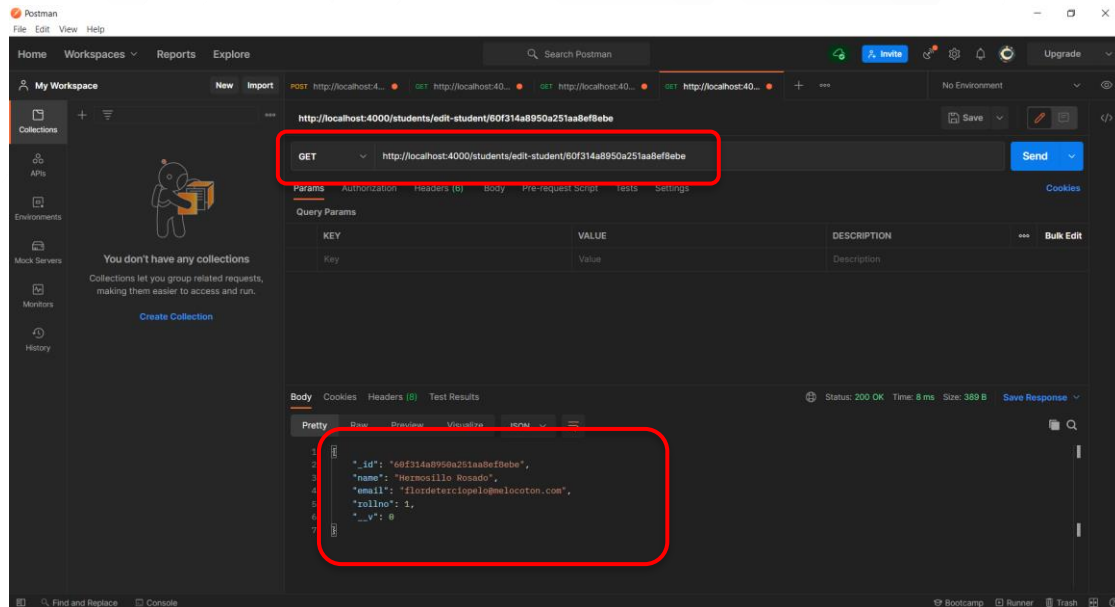 Postman
File Edit View Help
Home Workspaces Reports Explore Search Postman Invite Upgrade
My Workspace New Import POST http://localhost:4... GET http://localhost:40... GET http://localhost:40... GET http://localhost:40... + ooo No Environment
Collections
APIs
Environments
Mock Servers
Monitors
History
You don't have any collections
Collections let you group related requests,
making them easier to access and run.
Create Collection
http://localhost:4000/students/edit-student/60f314a8950a251aa8ef8ebe Save
GET http://localhost:4000/students/edit-student/60f314a8950a251aa8ef8ebe Send
Params Authorization Headers (6) Body Pre-request Script Tests Settings Cookies
Query Params
KEY VALUE DESCRIPTION ooo Bulk Edit
Key Value Description
Body Cookies Headers (8) Test Results Status: 200 OK Time: 8 ms Size: 389 B Save Response
Pretty Raw Preview Visualize JSON
1 {
2 "_id": "60f314a8950a251aa8ef8ebe",
3 "name": "Hermosillo Rosado",
4 "email": "flordeterciopelo@melocoton.com",
5 "rollno": 1,
6 "__v": 0
7 }
Find and Replace Console Bootcamp Runner Trash